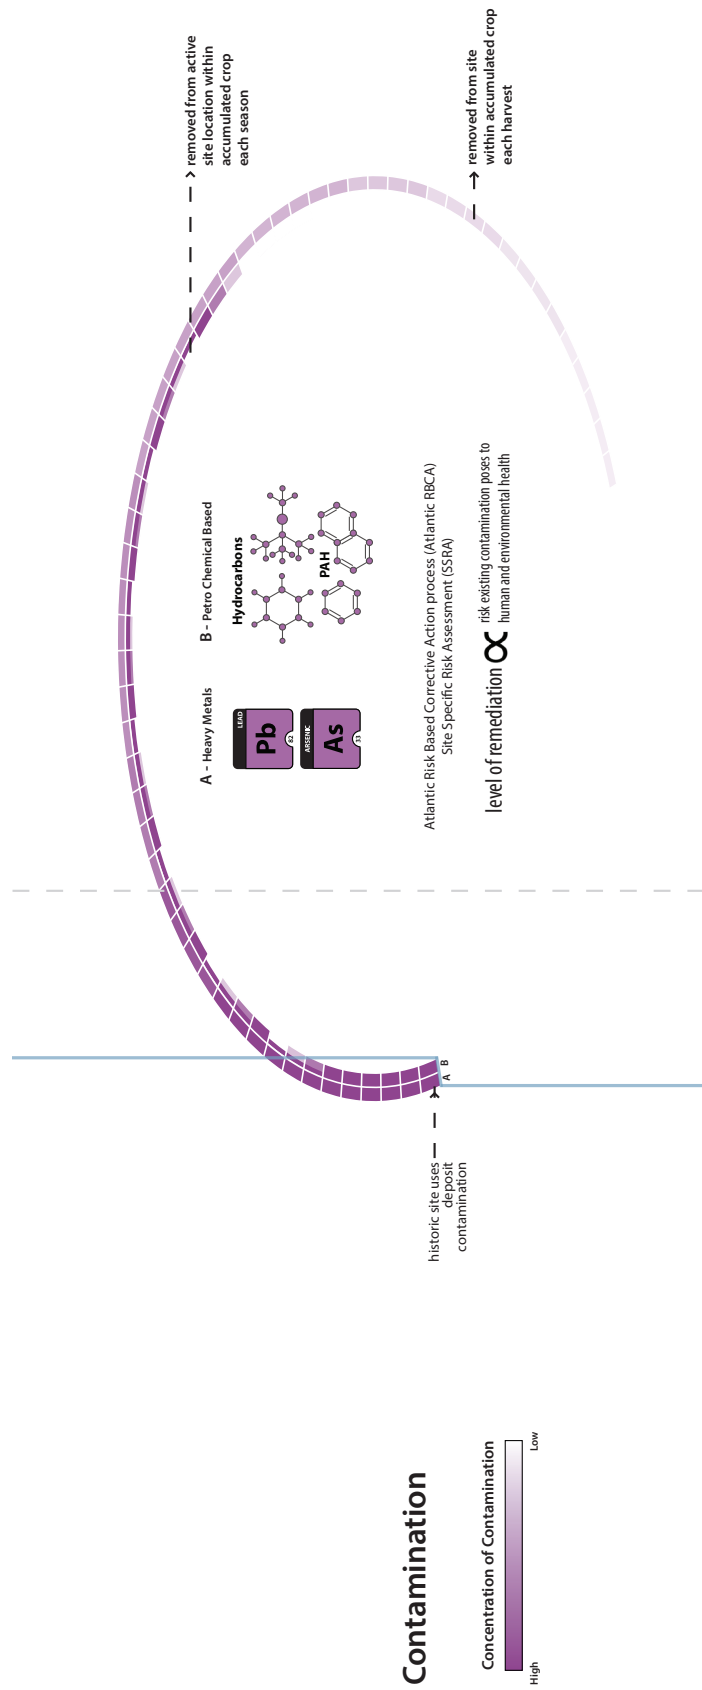 Contamination
Concentration of Contamination
High
Low
historic site uses
deposit
contamination
A
B
A - Heavy Metals
LEAD
Pb
82
ARSENIC
As
33
B - Petro Chemical Based
Hydrocarbons
PAH
Atlantic Risk Based Corrective Action process (Atlantic RBCA)
Site Specific Risk Assessment (SSRA)
level of remediation ∝ risk existing contamination poses to
human and environmental health
removed from active
site location within
accumulated crop
each season
removed from site
within accumulated crop
each harvest